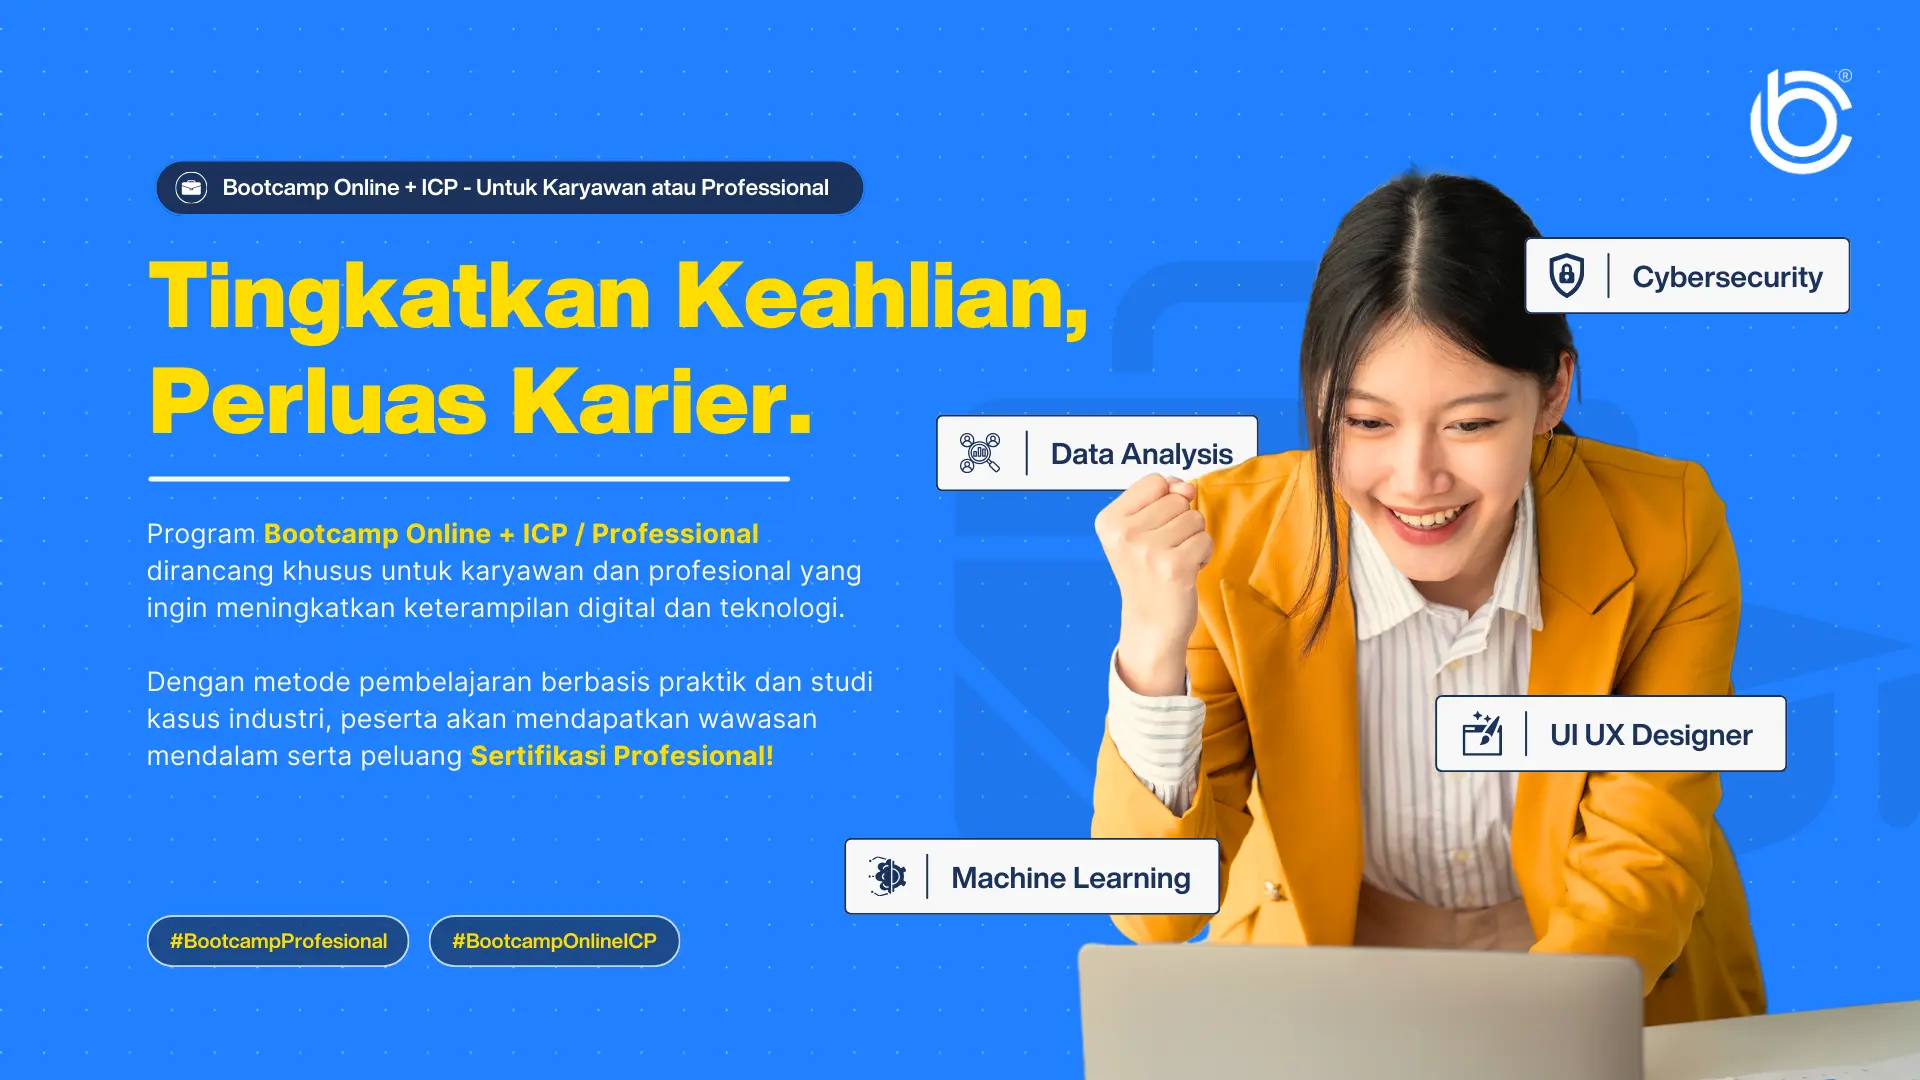 Bootcamp Online + ICP - Untuk Karyawan atau Professional
Tingkatkan Keahlian,
Perluas Karier.
Program Bootcamp Online + ICP / Professional
dirancang khusus untuk karyawan dan profesional yang
ingin meningkatkan keterampilan digital dan teknologi.
Dengan metode pembelajaran berbasis praktik dan studi
kasus industri, peserta akan mendapatkan wawasan
mendalam serta peluang Sertifikasi Profesional!
#BootcampProfesional
#BootcampOnlineICP
®
Cybersecurity
Data Analysis
UI UX Designer
Machine Learning